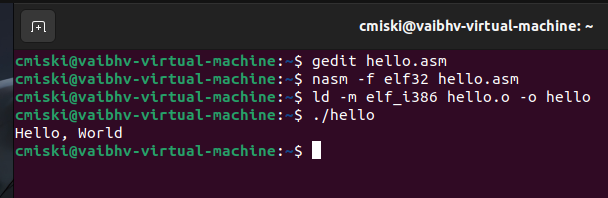 cmiski@vaibhv-virtual-machine: ~
cmiski@vaibhv-virtual-machine:~$ gedit hello.asm
cmiski@vaibhv-virtual-machine:~$ nasm -f elf32 hello.asm
cmiski@vaibhv-virtual-machine:~$ ld -m elf_i386 hello.o -o hello
cmiski@vaibhv-virtual-machine:~$ ./hello
Hello, World
cmiski@vaibhv-virtual-machine:~$